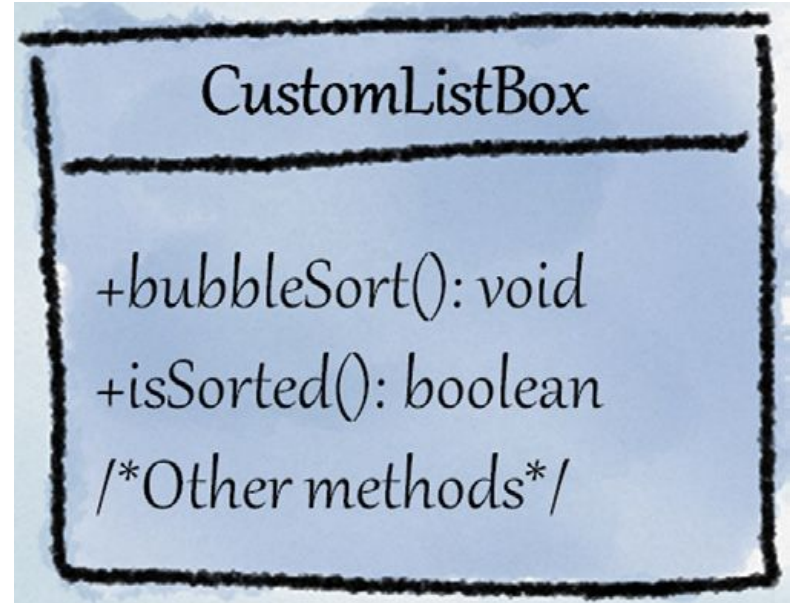 CustomListBox
+bubbleSort(): void
+isSorted(): boolean
/*Other methods*/